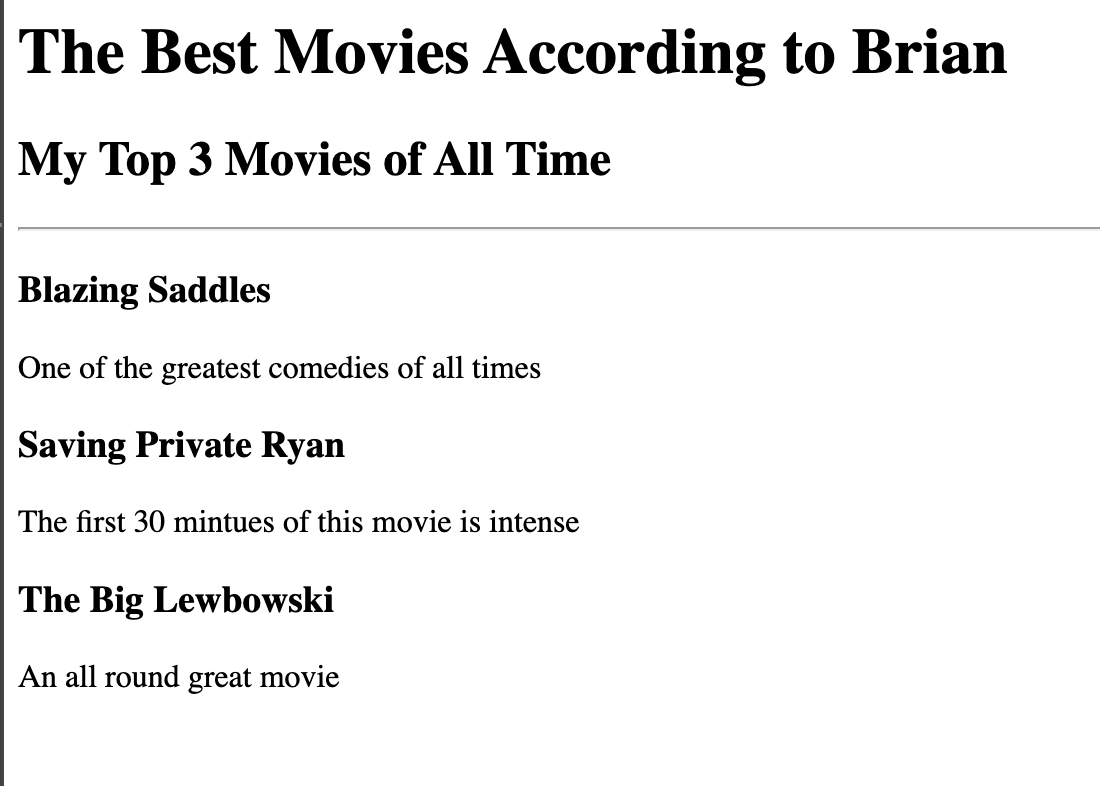 The Best Movies According to Brian
My Top 3 Movies of All Time
Blazing Saddles
One of the greatest comedies of all times
Saving Private Ryan
The first 30 mintues of this movie is intense
The Big Lewbowski
An all round great movie